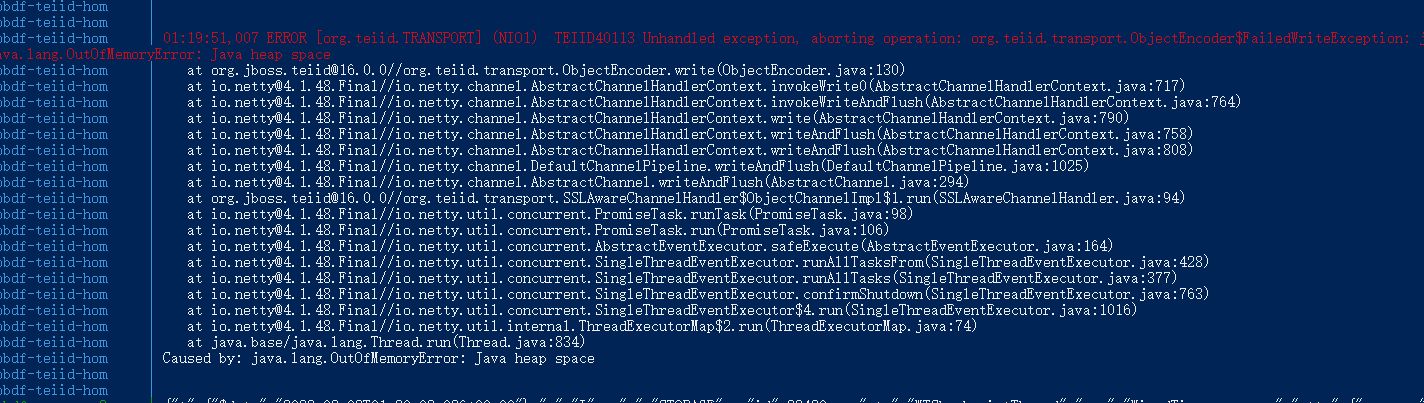 obdf-teiid-hom
obdf-teiid-hom
obdf-teiid-hom 01:19:51,007 ERROR [org.teiid.TRANSPORT] (NIO1) TEIID40113 Unhandled exception, aborting operation: org.teiid.transport.ObjectEncoder$FailedWriteException: j
ava.lang.OutOfMemoryError: Java heap space
obdf-teiid-hom at org.jboss.teiid@16.0.0//org.teiid.transport.ObjectEncoder.write(ObjectEncoder.java:130)
obdf-teiid-hom at io.netty@4.1.48.Final//io.netty.channel.AbstractChannelHandlerContext.invokeWrite0(AbstractChannelHandlerContext.java:717)
obdf-teiid-hom at io.netty@4.1.48.Final//io.netty.channel.AbstractChannelHandlerContext.invokeWriteAndFlush(AbstractChannelHandlerContext.java:764)
obdf-teiid-hom at io.netty@4.1.48.Final//io.netty.channel.AbstractChannelHandlerContext.write(AbstractChannelHandlerContext.java:790)
obdf-teiid-hom at io.netty@4.1.48.Final//io.netty.channel.AbstractChannelHandlerContext.writeAndFlush(AbstractChannelHandlerContext.java:758)
obdf-teiid-hom at io.netty@4.1.48.Final//io.netty.channel.AbstractChannelHandlerContext.writeAndFlush(AbstractChannelHandlerContext.java:808)
obdf-teiid-hom at io.netty@4.1.48.Final//io.netty.channel.DefaultChannelPipeline.writeAndFlush(DefaultChannelPipeline.java:1025)
obdf-teiid-hom at io.netty@4.1.48.Final//io.netty.channel.AbstractChannel.writeAndFlush(AbstractChannel.java:294)
obdf-teiid-hom at org.jboss.teiid@16.0.0//org.teiid.transport.SSLAwareChannelHandler$ObjectChannelImpl$1.run(SSLAwareChannelHandler.java:94)
obdf-teiid-hom at io.netty@4.1.48.Final//io.netty.util.concurrent.PromiseTask.runTask(PromiseTask.java:98)
obdf-teiid-hom at io.netty@4.1.48.Final//io.netty.util.concurrent.PromiseTask.run(PromiseTask.java:106)
obdf-teiid-hom at io.netty@4.1.48.Final//io.netty.util.concurrent.AbstractEventExecutor.safeExecute(AbstractEventExecutor.java:164)
obdf-teiid-hom at io.netty@4.1.48.Final//io.netty.util.concurrent.SingleThreadEventExecutor.runAllTasksFrom(SingleThreadEventExecutor.java:428)
obdf-teiid-hom at io.netty@4.1.48.Final//io.netty.util.concurrent.SingleThreadEventExecutor.runAllTasks(SingleThreadEventExecutor.java:377)
obdf-teiid-hom at io.netty@4.1.48.Final//io.netty.util.concurrent.SingleThreadEventExecutor.confirmShutdown(SingleThreadEventExecutor.java:763)
obdf-teiid-hom at io.netty@4.1.48.Final//io.netty.util.concurrent.SingleThreadEventExecutor$4.run(SingleThreadEventExecutor.java:1016)
obdf-teiid-hom at io.netty@4.1.48.Final//io.netty.util.internal.ThreadExecutorMap$2.run(ThreadExecutorMap.java:74)
obdf-teiid-hom at java.base/java.lang.Thread.run(Thread.java:834)
obdf-teiid-hom Caused by: java.lang.OutOfMemoryError: Java heap space
obdf-teiid-hom
obdf-teiid-hom